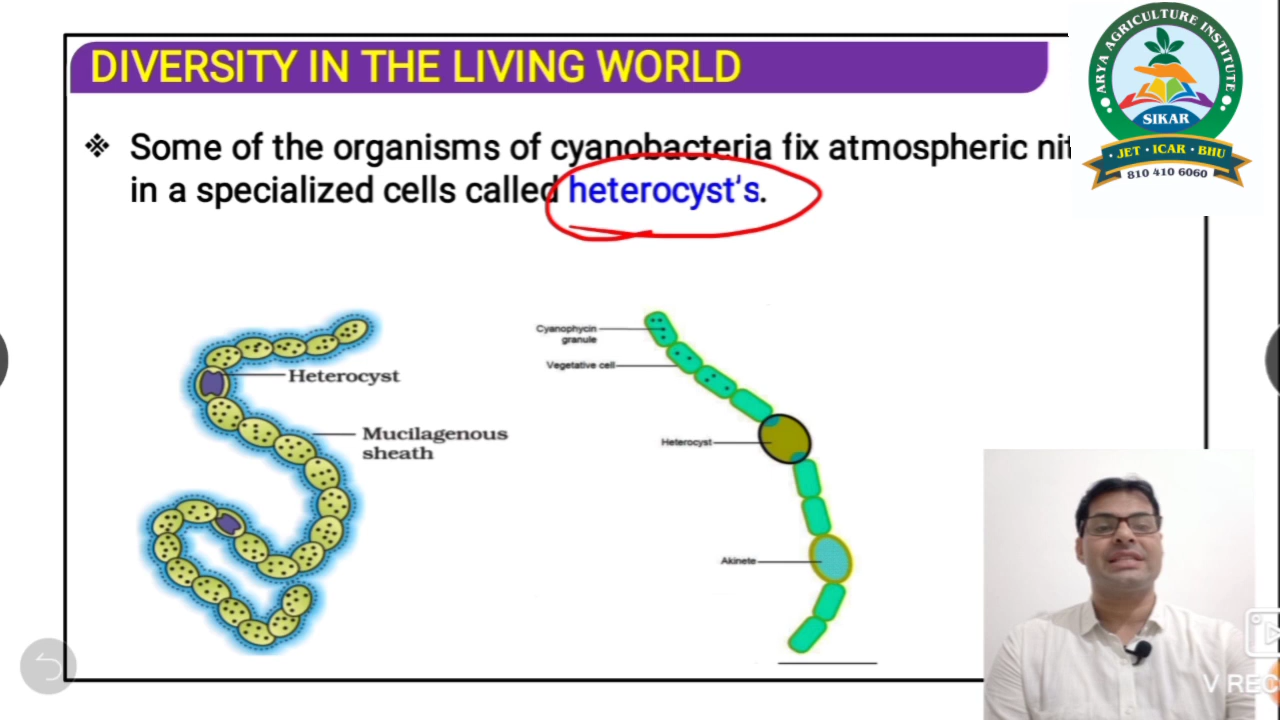 DIVERSITY IN THE LIVING WORLD
Some of the organisms of cyanobacteria fix atmospheric nit
in a specialized cells called heterocyst's.
Heterocyst
Mucilagenous
sheath
Cyanophycin
granule
Vegetative cell
Heterocyst
Akinete
ARYA AGRICULTURE INSTITUTE
SIKAR
· JET · ICAR · BHU ·
810 410 6060
V REC